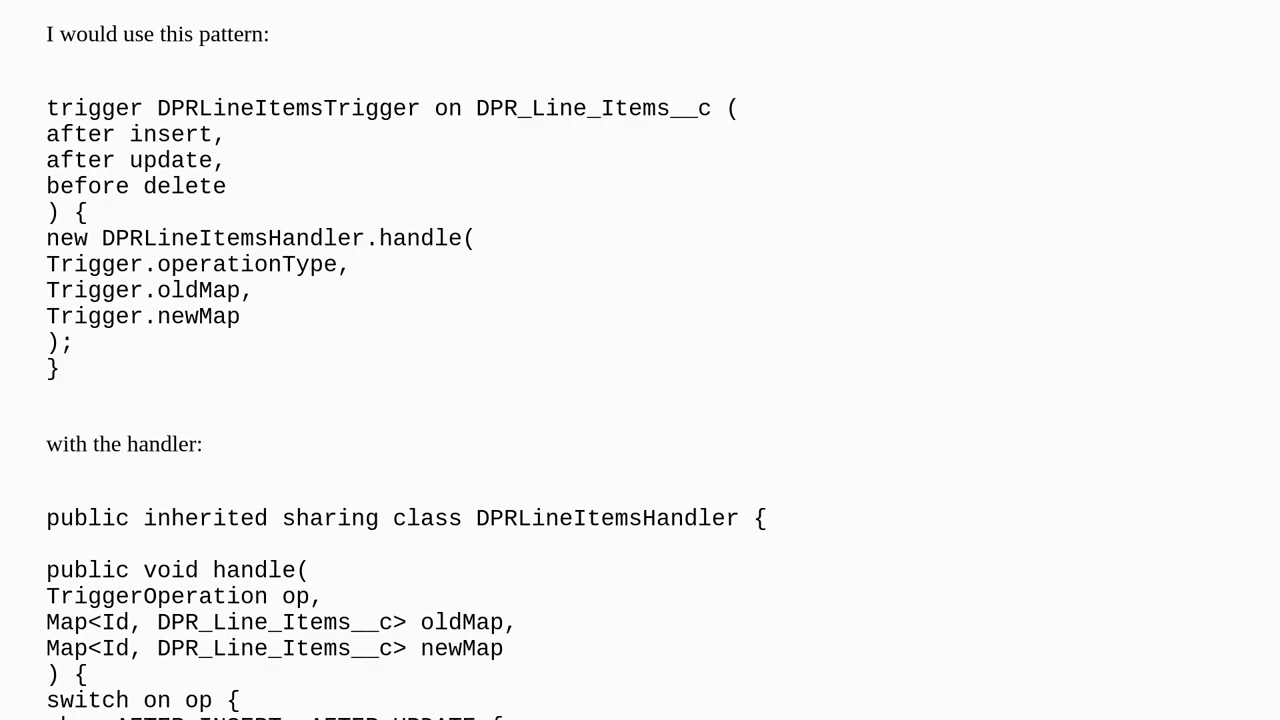 I would use this pattern:
trigger DPRLineItemsTrigger on DPR_Line_Items__c (
after insert,
after update,
before delete
) {
new DPRLineItemsHandler.handle(
Trigger.operationType,
Trigger.oldMap,
Trigger.newMap
);
}
with the handler:
public inherited sharing class DPRLineItemsHandler {
public void handle(
TriggerOperation op,
Map<Id, DPR_Line_Items__c> oldMap,
Map<Id, DPR_Line_Items__c> newMap
) {
switch on op {